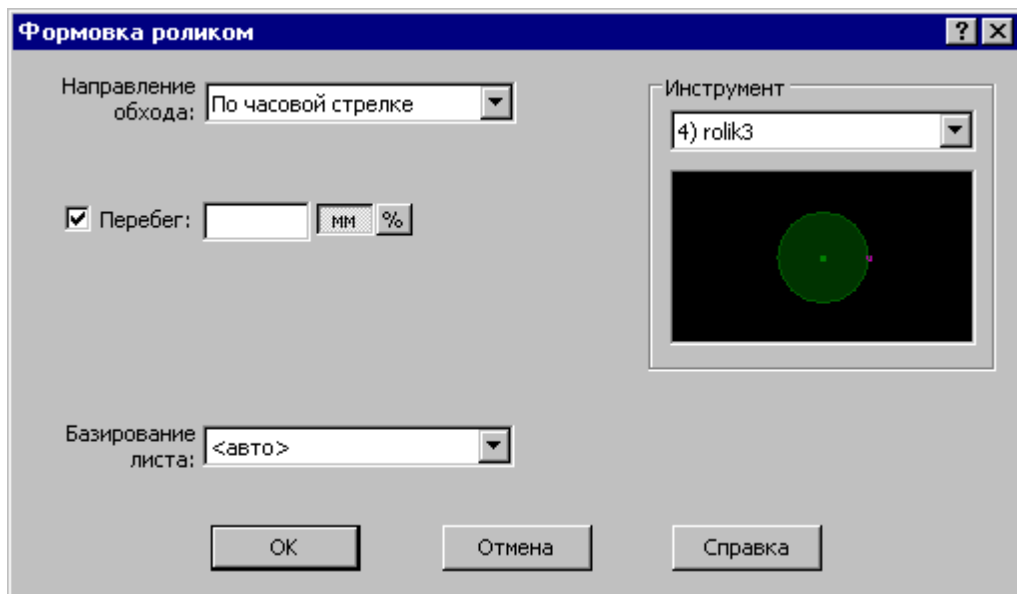 Формовка роликом
Направление
обхода:
По часовой стрелке
Инструмент
4) rolik3
Перебег:
мм
%
Базирование
листа:
<авто>
OK
Отмена
Справка